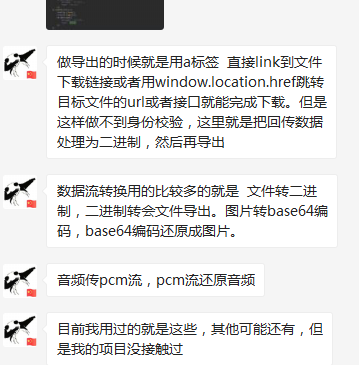 做导出的时候就是用a标签  直接link到文件
下载链接或者用window.location.href跳转
目标文件的url或者接口就能完成下载。但是
这样做不到身份校验，这里就是把回传数据
处理为二进制，然后再导出
数据流转换用的比较多的就是  文件转二进
制，二进制转会文件导出。图片转base64编
码，base64编码还原成图片。
音频传pcm流，pcm流还原音频
目前我用过的就是这些，其他可能还有，但
是我的项目没接触过